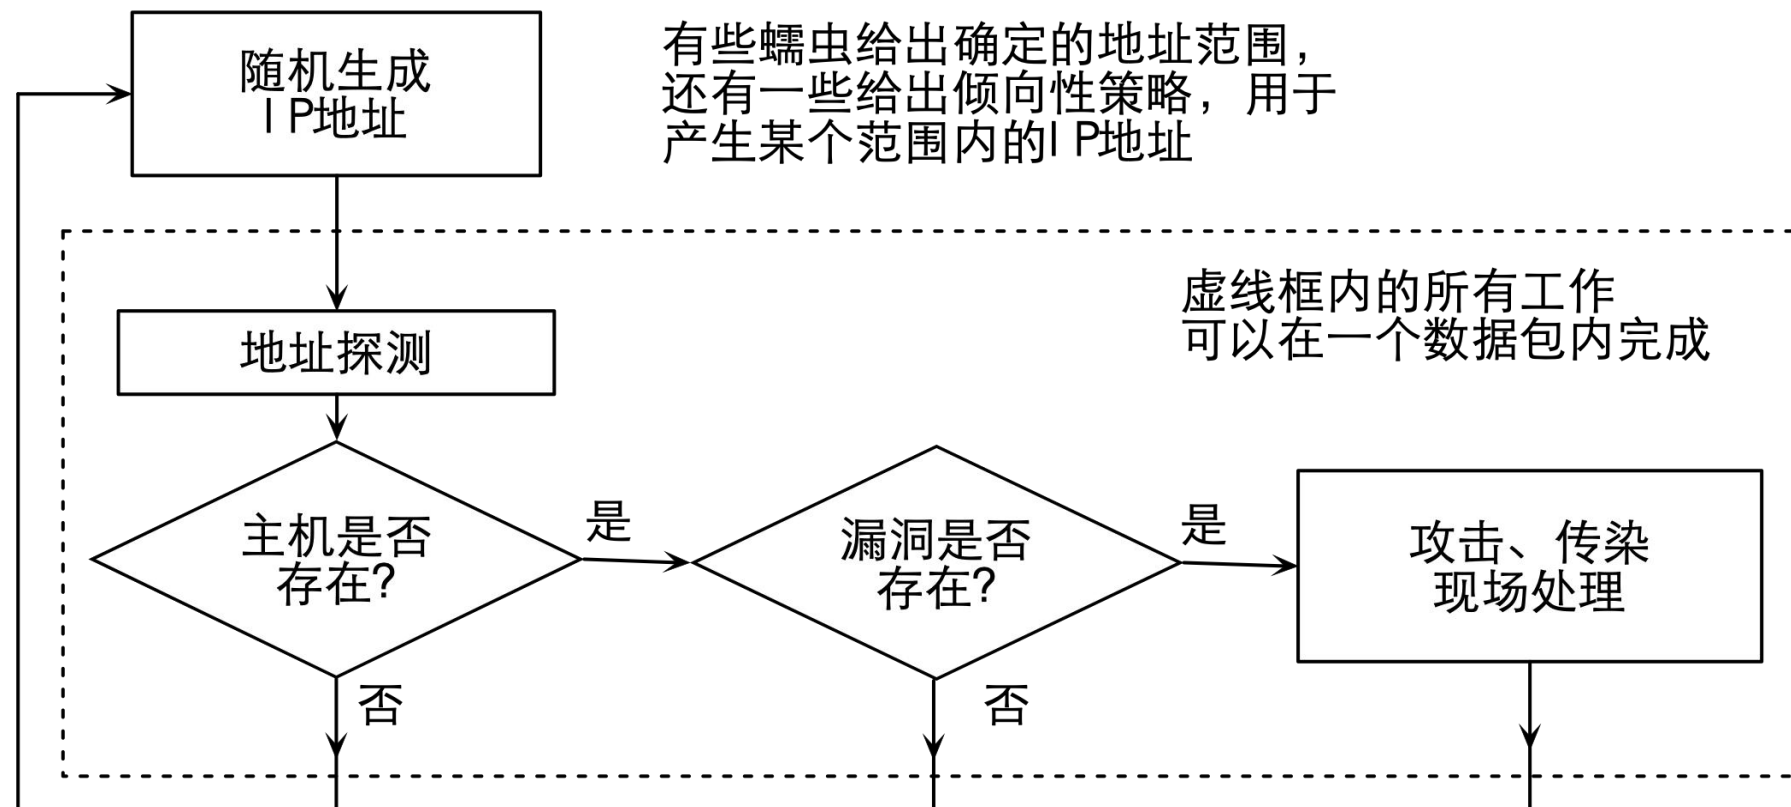 随机生成
IP地址
有些蠕虫给出确定的地址范围，
还有一些给出倾向性策略，用于
产生某个范围内的IP地址
虚线框内的所有工作
可以在一个数据包内完成
地址探测
主机是否
存在?
是
漏洞是否
存在?
是
攻击、传染
现场处理
否
否